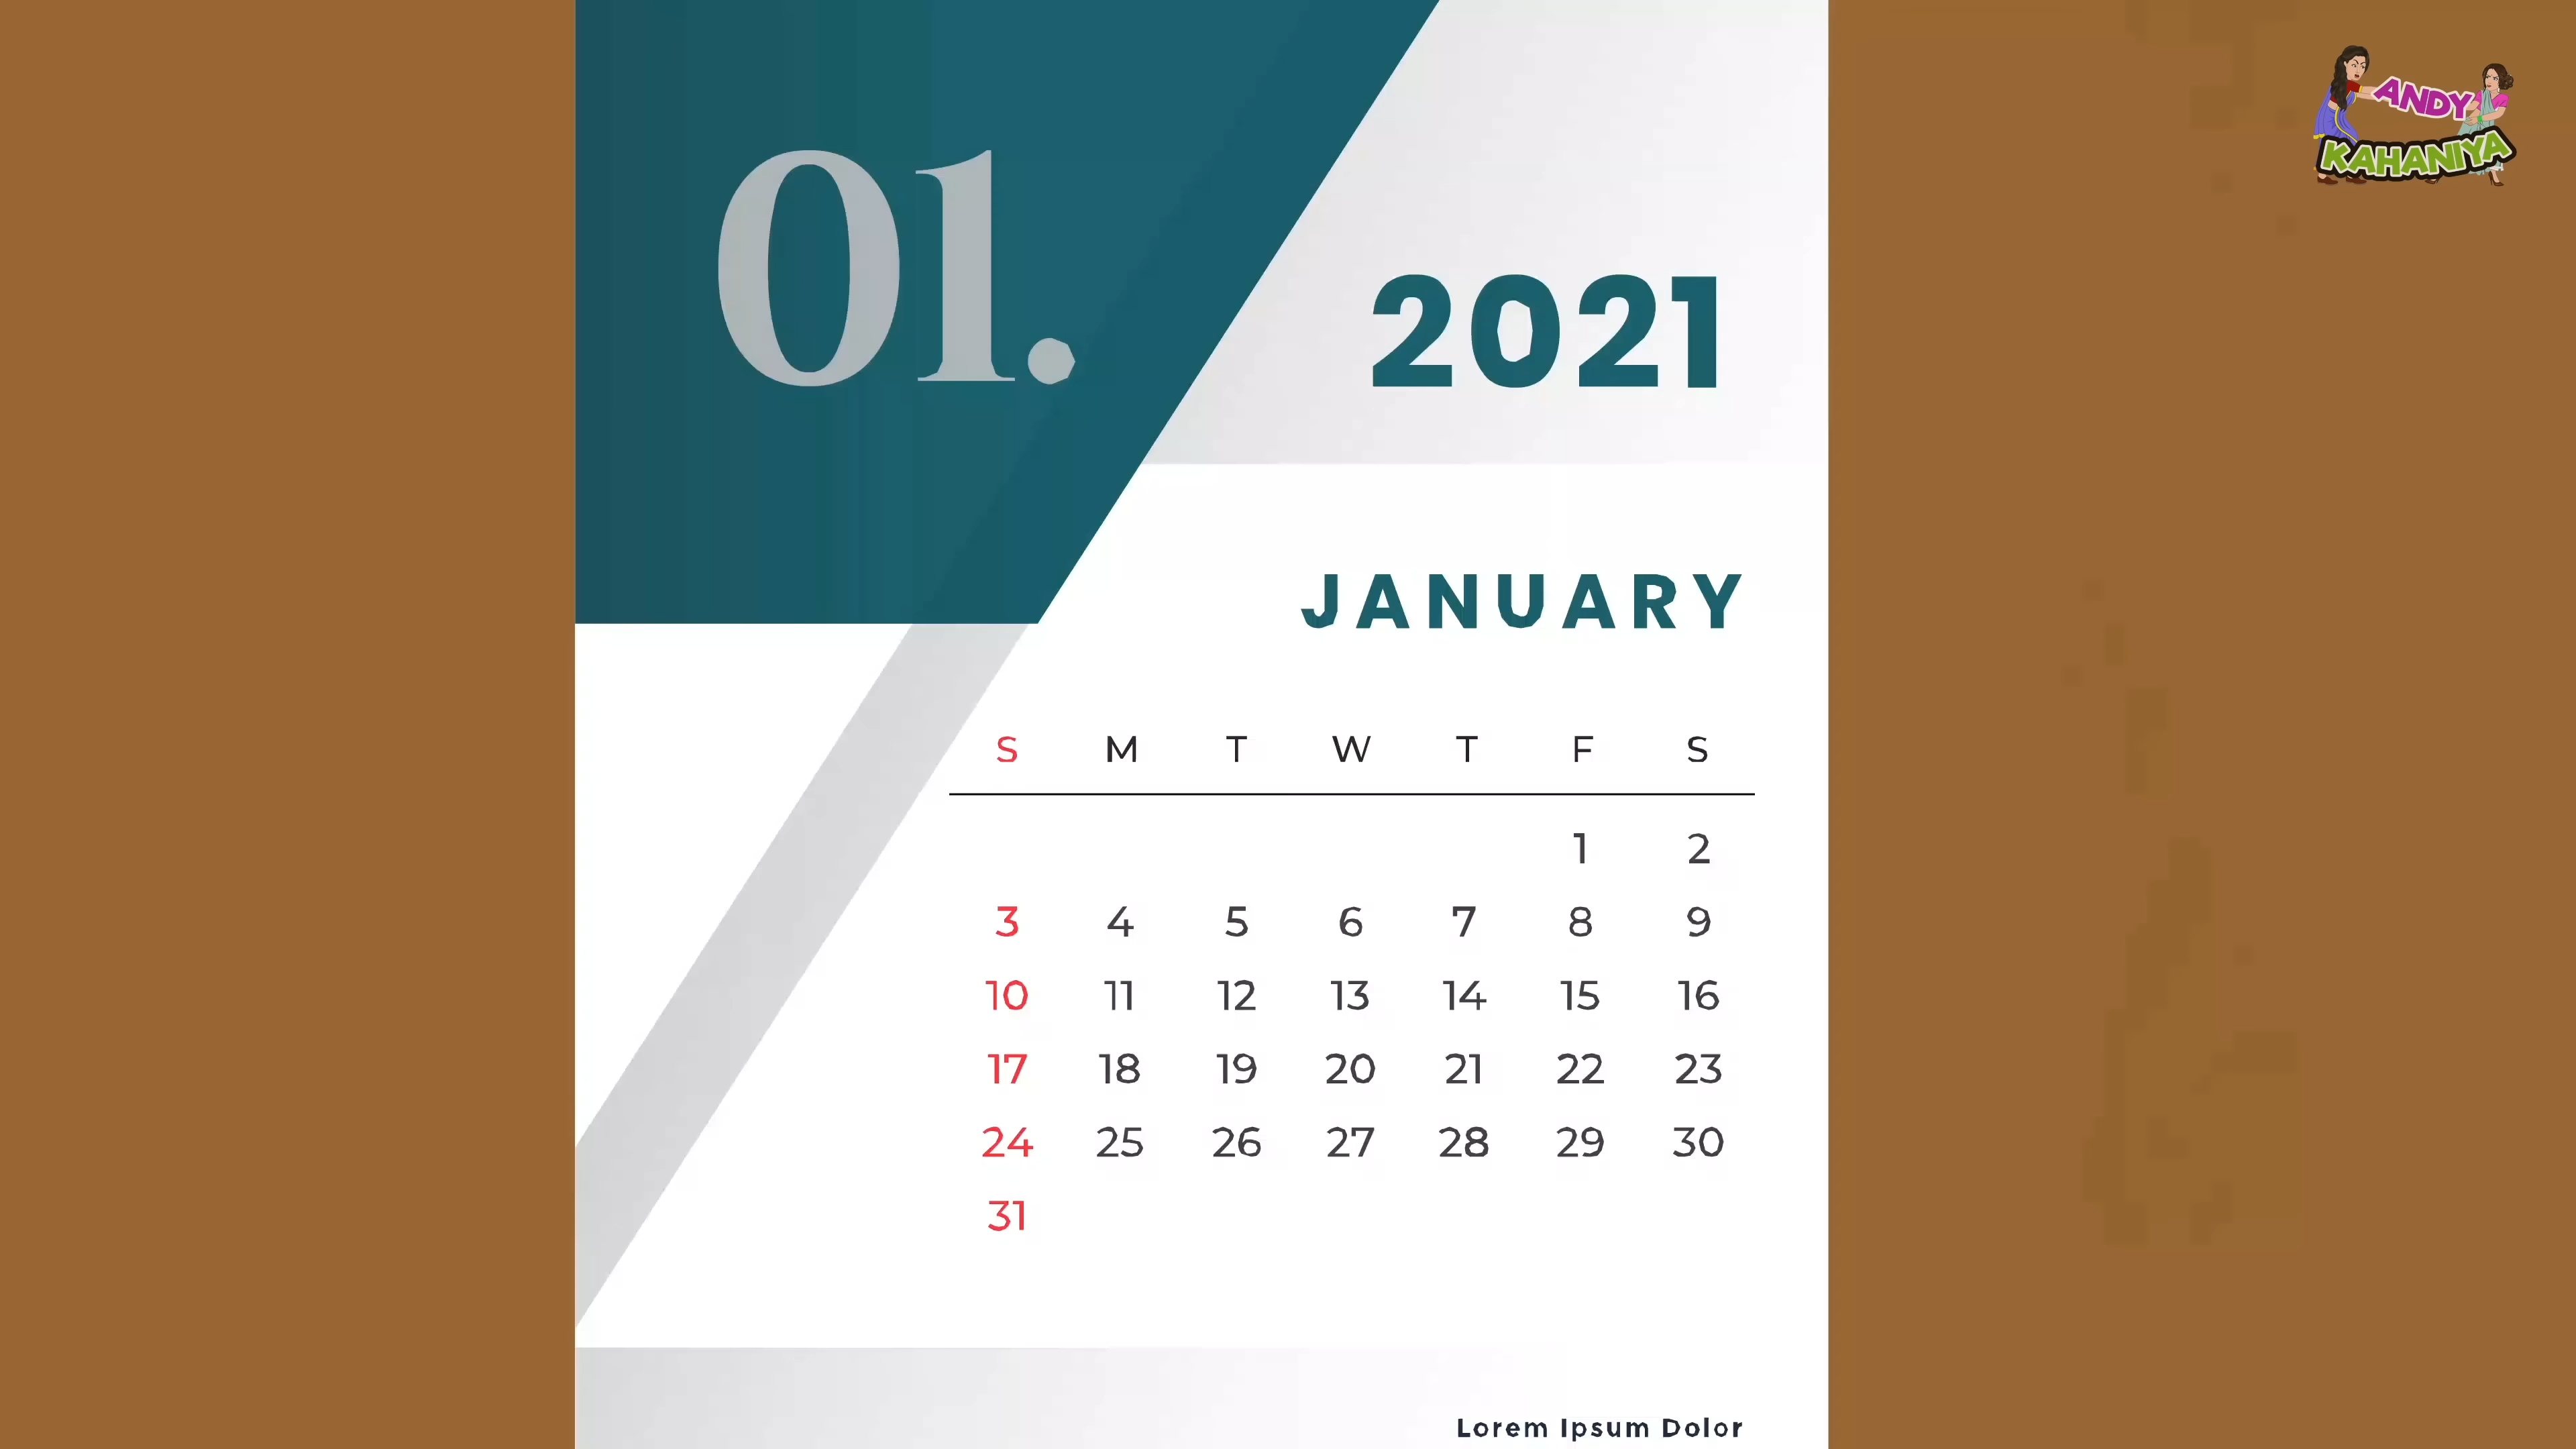 01.
2021
JANUARY
S M T W T F S
1 2
3 4 5 6 7 8 9
10 11 12 13 14 15 16
17 18 19 20 21 22 23
24 25 26 27 28 29 30
31
Lorem Ipsum Dolor
ANDY
KAHANIYA